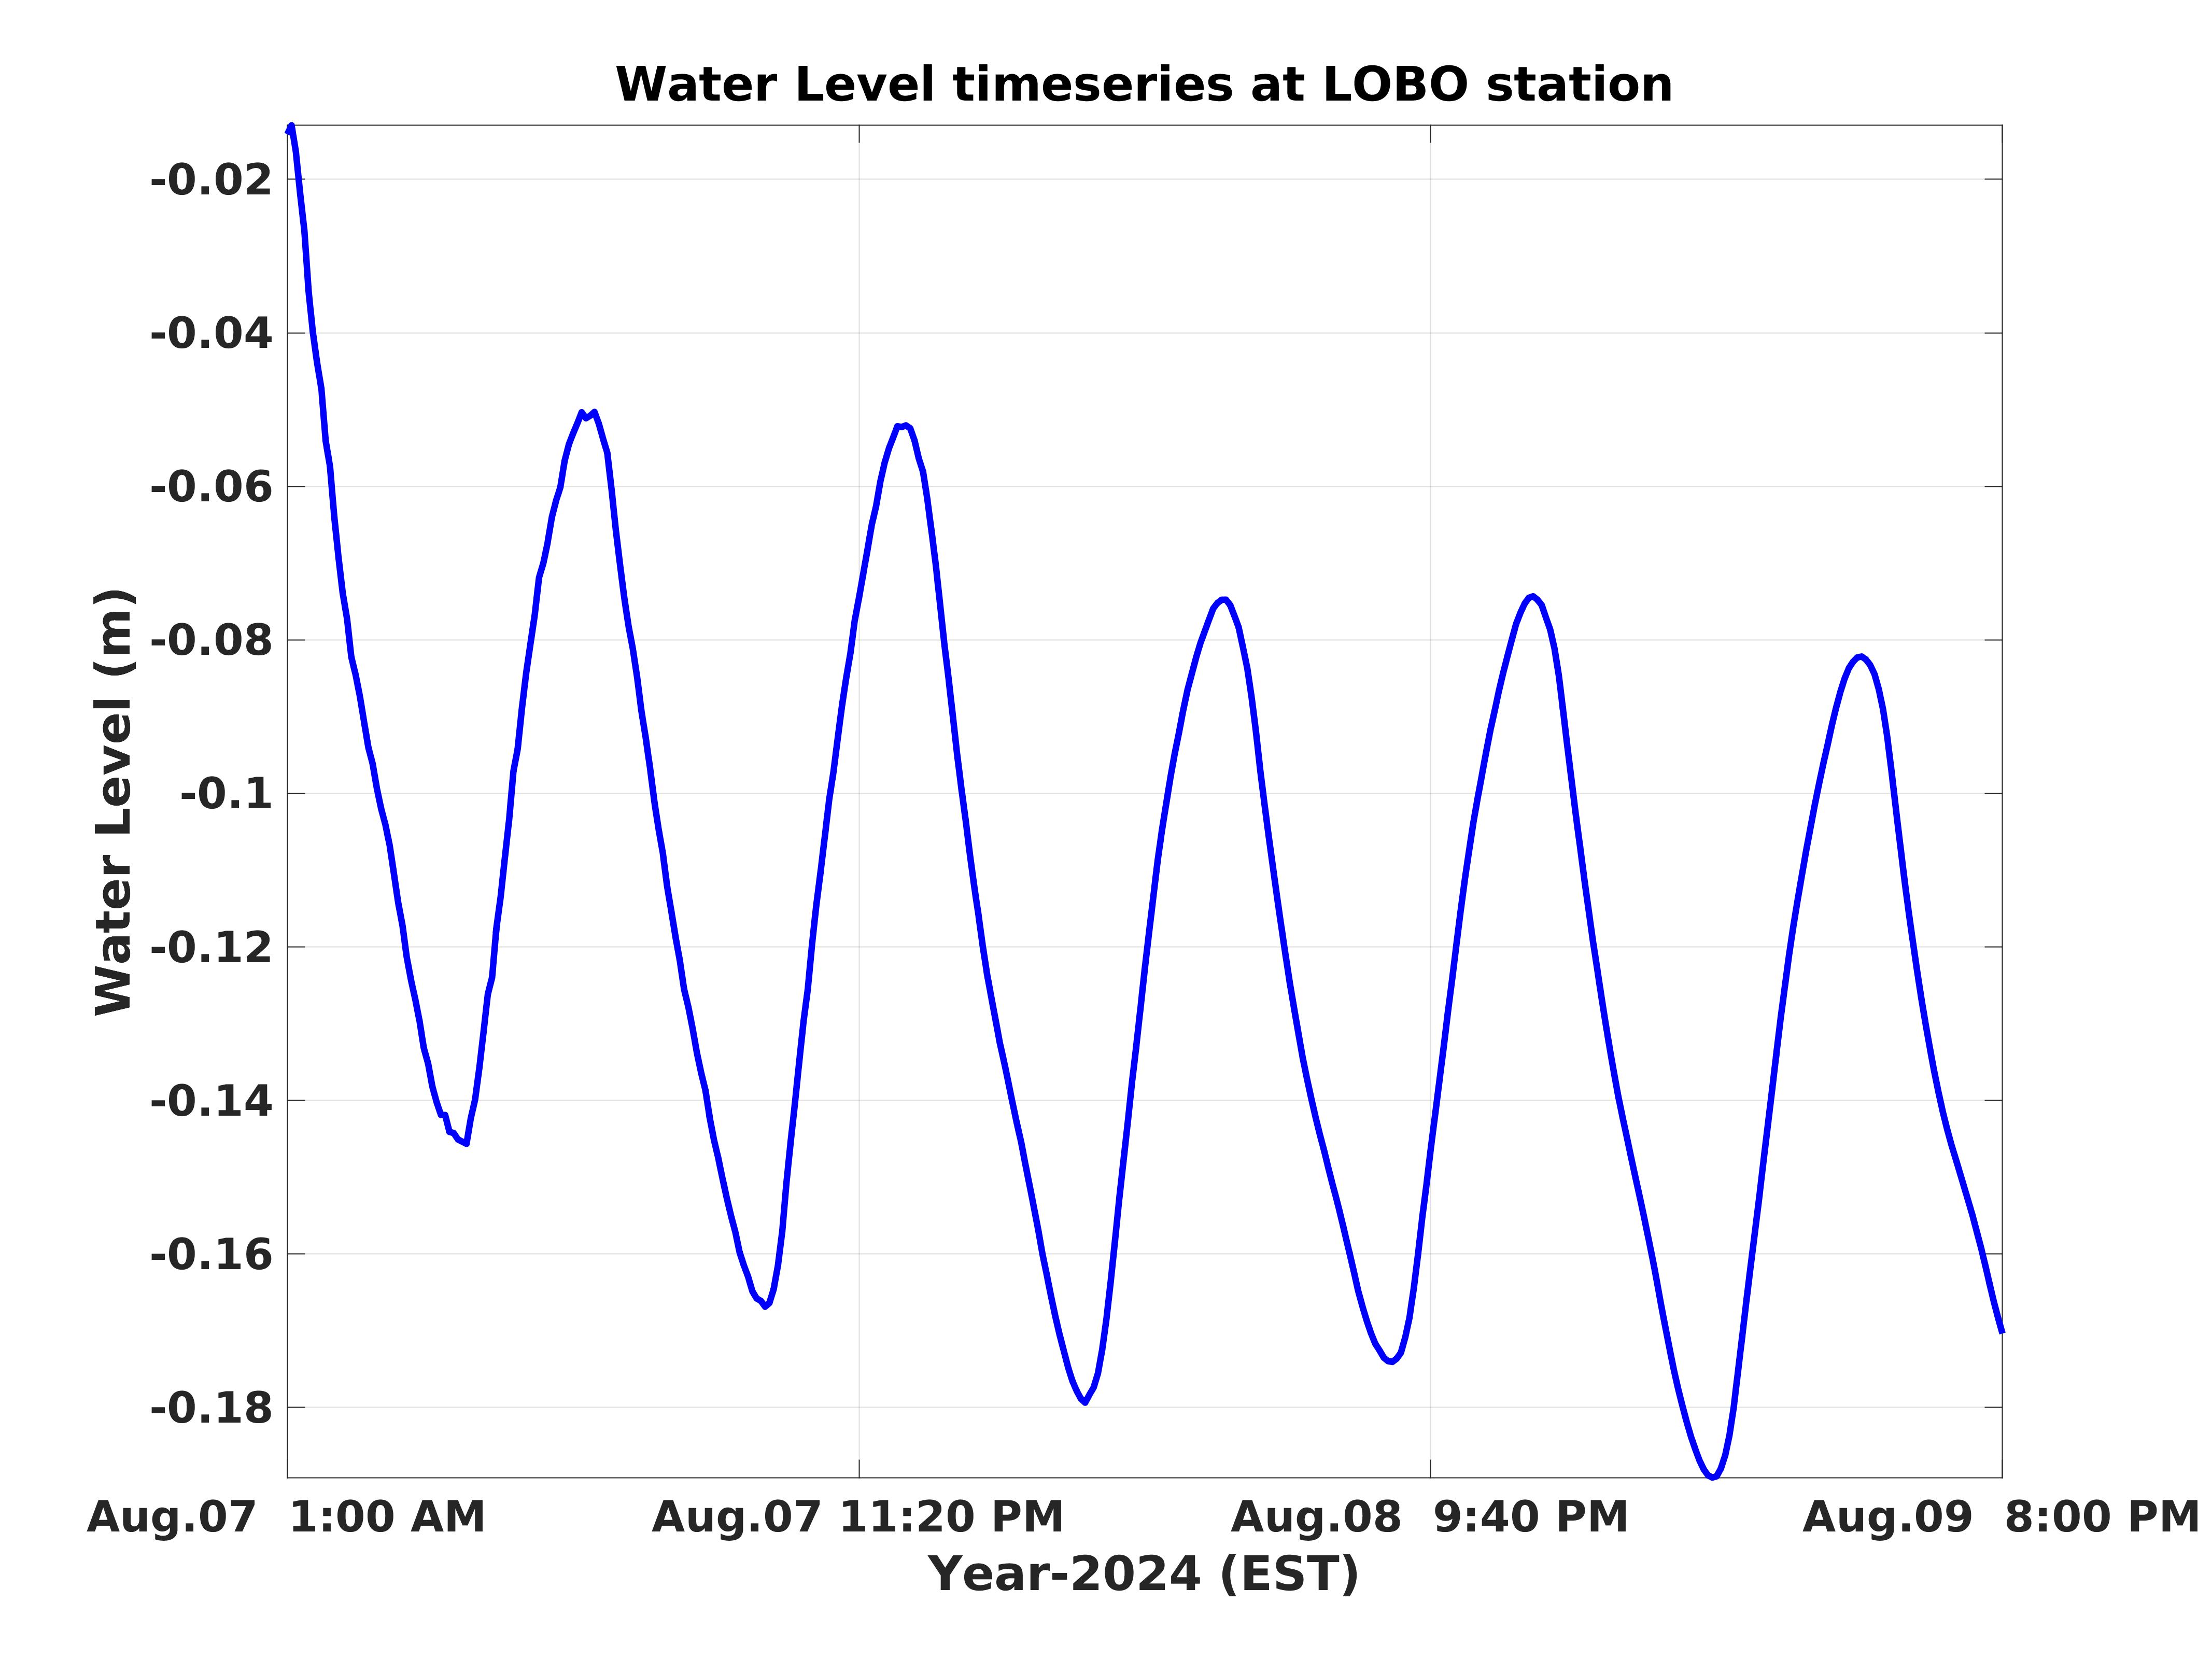 Water Level timeseries at LOBO station
-0.02
-0.04
-0.06
-0.08
-0.1
-0.12
-0.14
-0.16
-0.18
Water Level (m)
Aug.07 1:00 AM
Aug.07 11:20 PM
Aug.08 9:40 PM
Aug.09 8:00 PM
Year-2024 (EST)